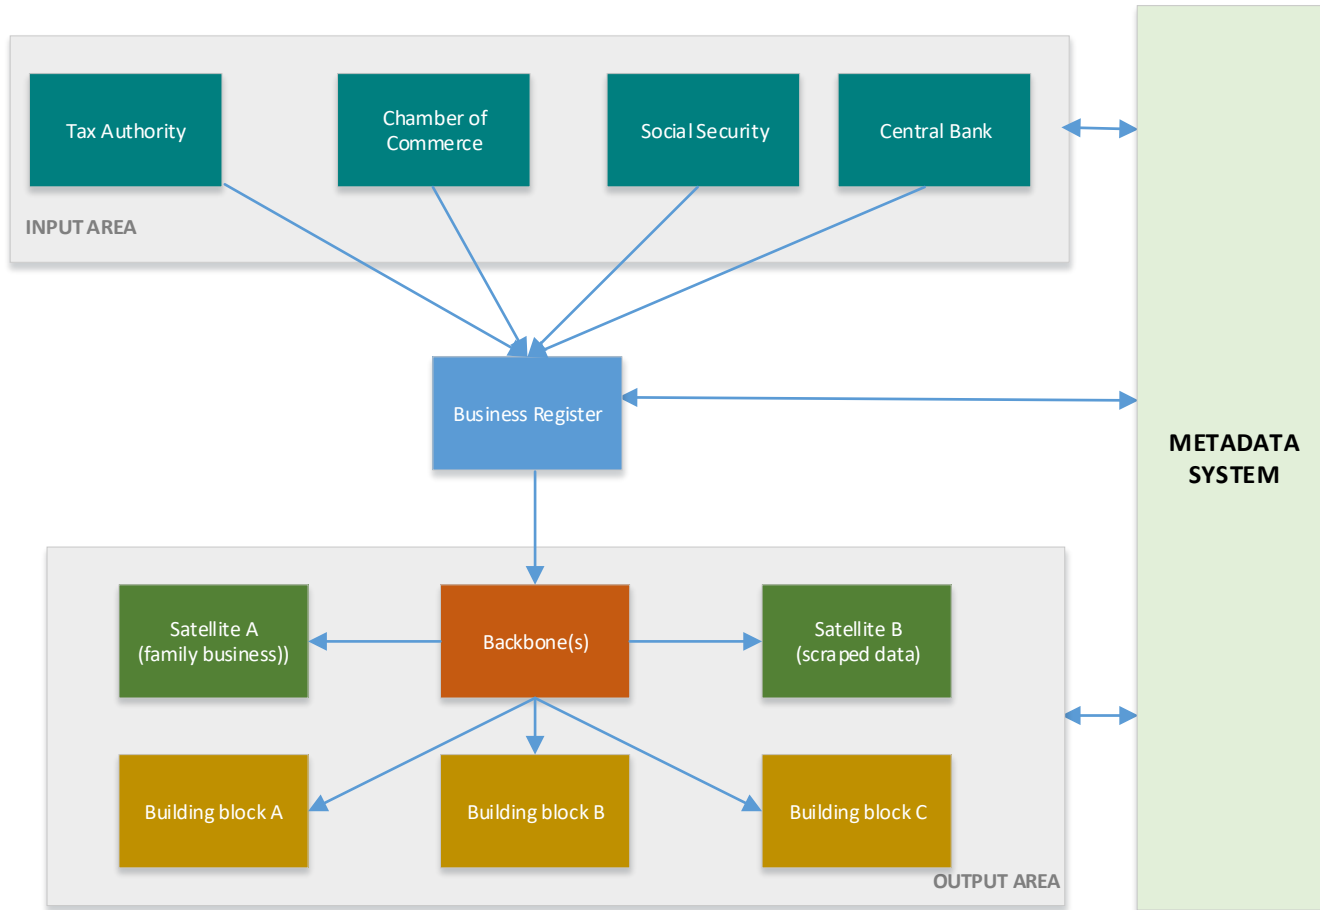 Tax Authority
Chamber of
Commerce
Social Security
Central Bank
INPUT AREA
Business Register
METADATA
SYSTEM
Satellite A
(family business))
Backbone(s)
Satellite B
(scraped data)
Building block A
Building block B
Building block C
OUTPUT AREA